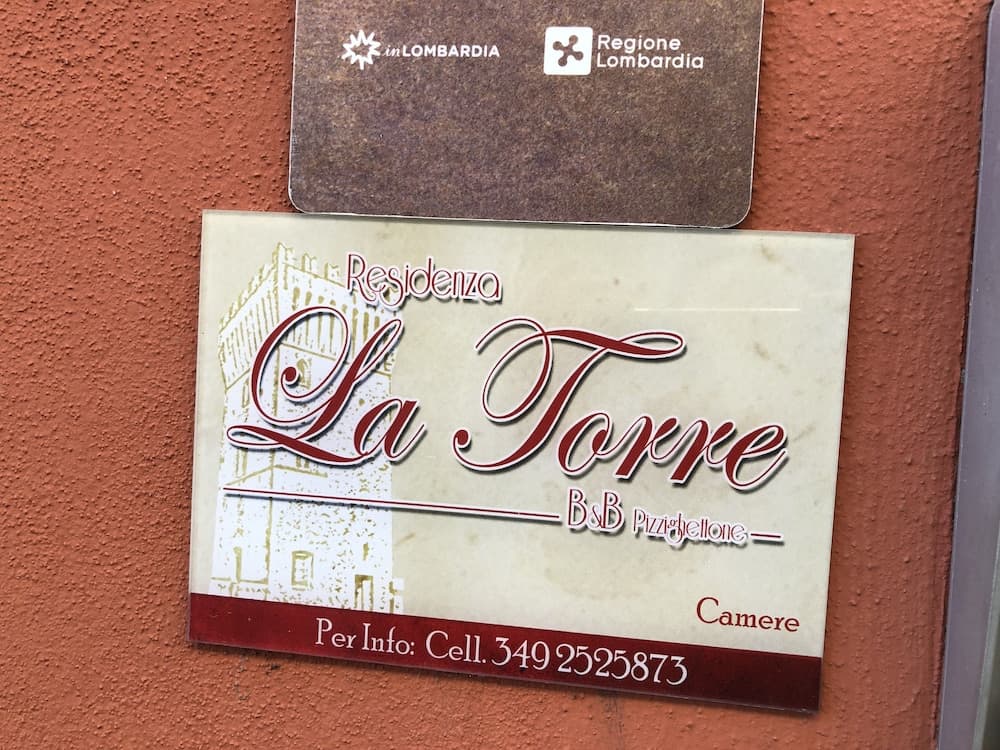 inLOMBARDIA
Regione
Lombardia
Residenza
La Torre
B&B Pizzighettone
Camere
Per Info: Cell. 349 2525873